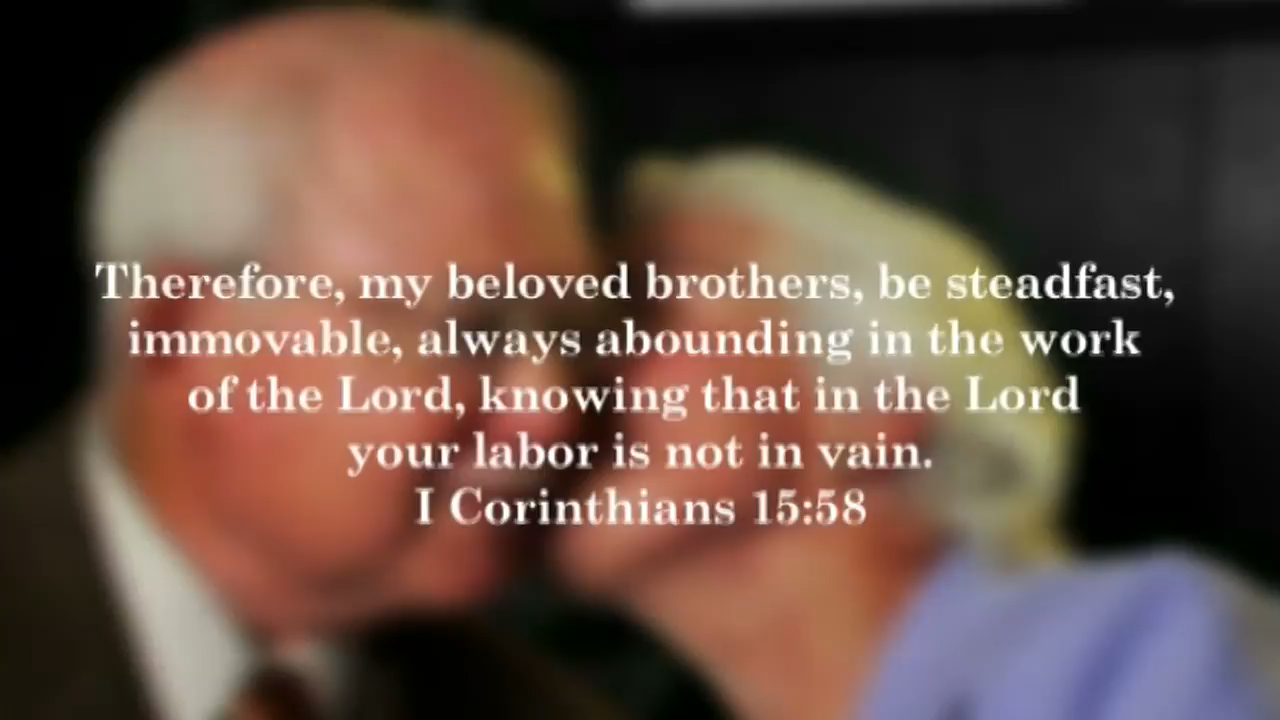 Therefore, my beloved brothers, be steadfast,
immovable, always abounding in the work
of the Lord, knowing that in the Lord
your labor is not in vain.
I Corinthians 15:58